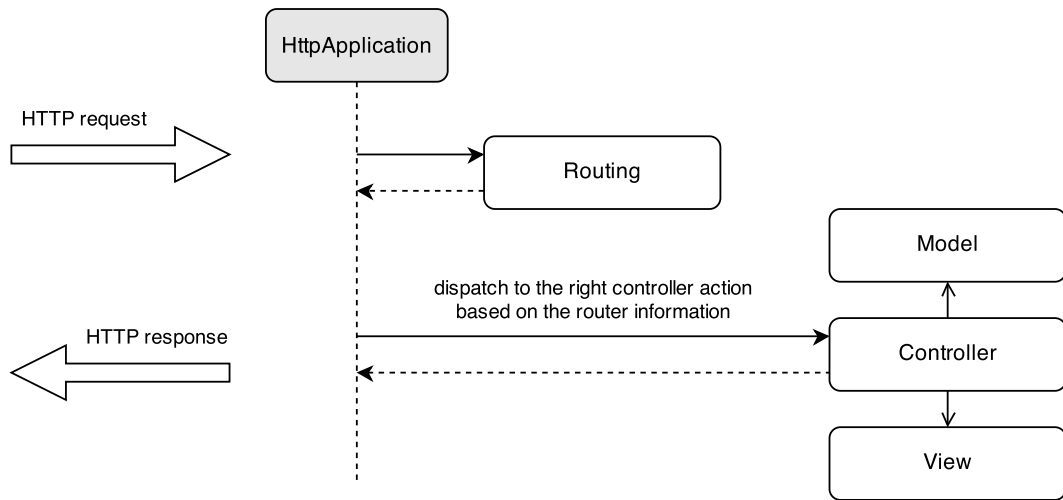 HttpApplication
HTTP request
Routing
Model
dispatch to the right controller action
based on the router information
HTTP response
Controller
View